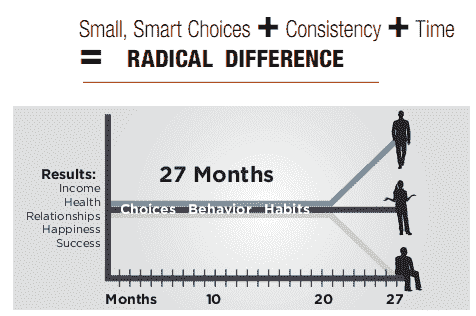 Small, Smart Choices + Consistency + Time
= RADICAL DIFFERENCE
27 Months
Results:
Income
Health
Relationships
Happiness
Success
Choices Behavior Habits
Months 10 20 27